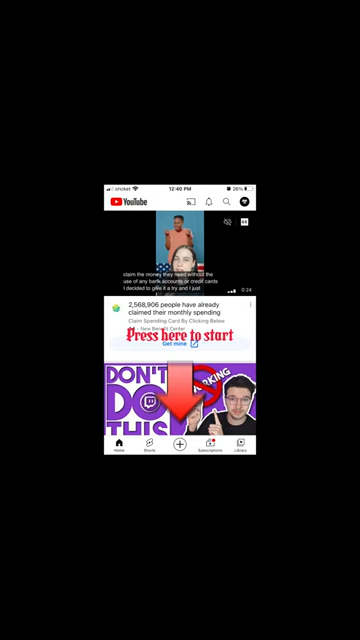 cricket
12:40 PM
26%
YouTube
CC
claim the money they need without the
use of any bank accounts or credit cards
I decided to give it a try and I just
0:24
2,568,906 people have already
claimed their monthly spending
Claim Spending Card By Clicking Below
Ad · New Benefit Center
Press here to start
Get mine
DON'T
DO
THIS
WORKING
Home
Shorts
Subscriptions
Library